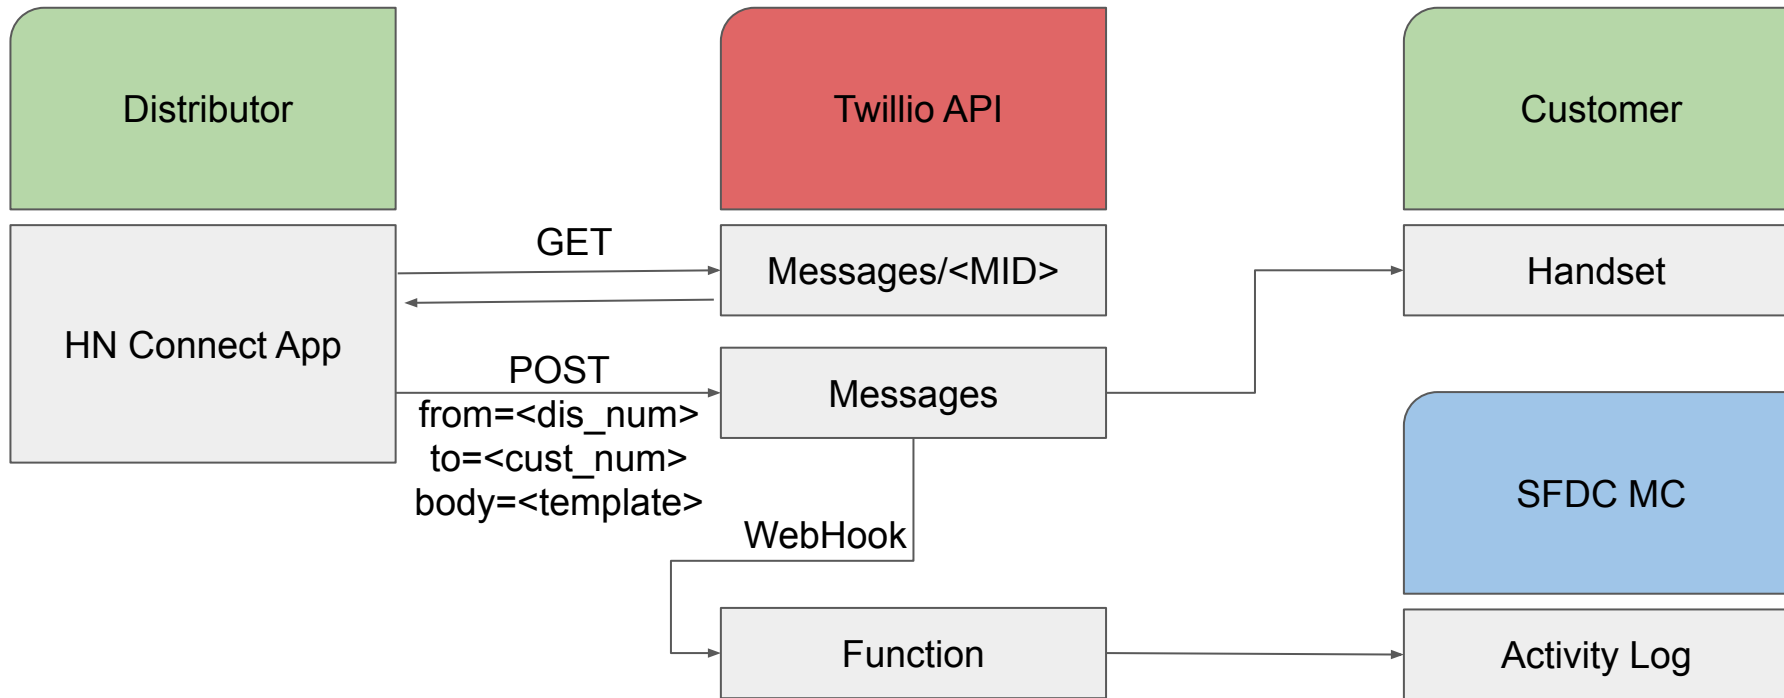 Distributor
Twillio API
Customer
HN Connect App
GET
Messages/<MID>
Handset
POST
from=<dis_num>
to=<cust_num>
body=<template>
Messages
SFDC MC
WebHook
Function
Activity Log